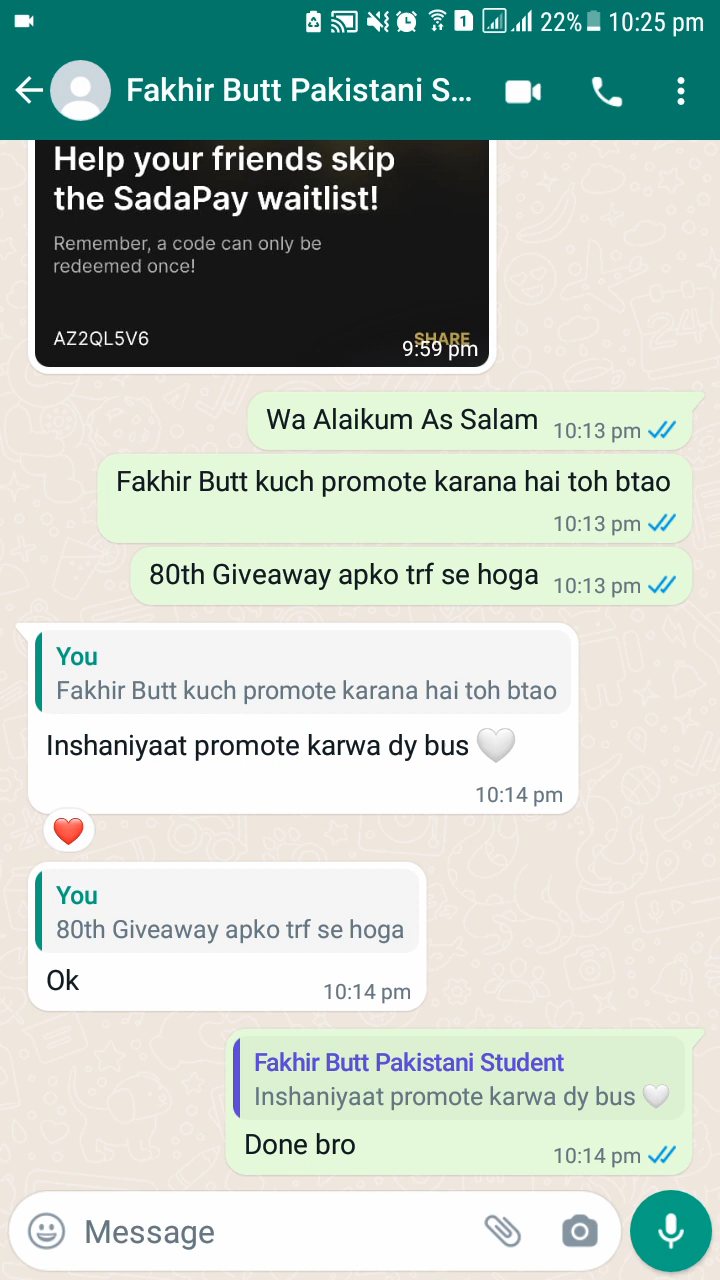 22% 10:25 pm
Fakhir Butt Pakistani S...
Help your friends skip
the SadaPay waitlist!
Remember, a code can only be
redeemed once!
AZ2QL5V6
SHARE
9:59 pm
Wa Alaikum As Salam 10:13 pm
Fakhir Butt kuch promote karana hai toh btao
10:13 pm
80th Giveaway apko trf se hoga 10:13 pm
You
Fakhir Butt kuch promote karana hai toh btao
Inshaniyaat promote karwa dy bus 🤍
10:14 pm
❤️
You
80th Giveaway apko trf se hoga
Ok 10:14 pm
Fakhir Butt Pakistani Student
Inshaniyaat promote karwa dy bus 🤍
Done bro 10:14 pm
Message